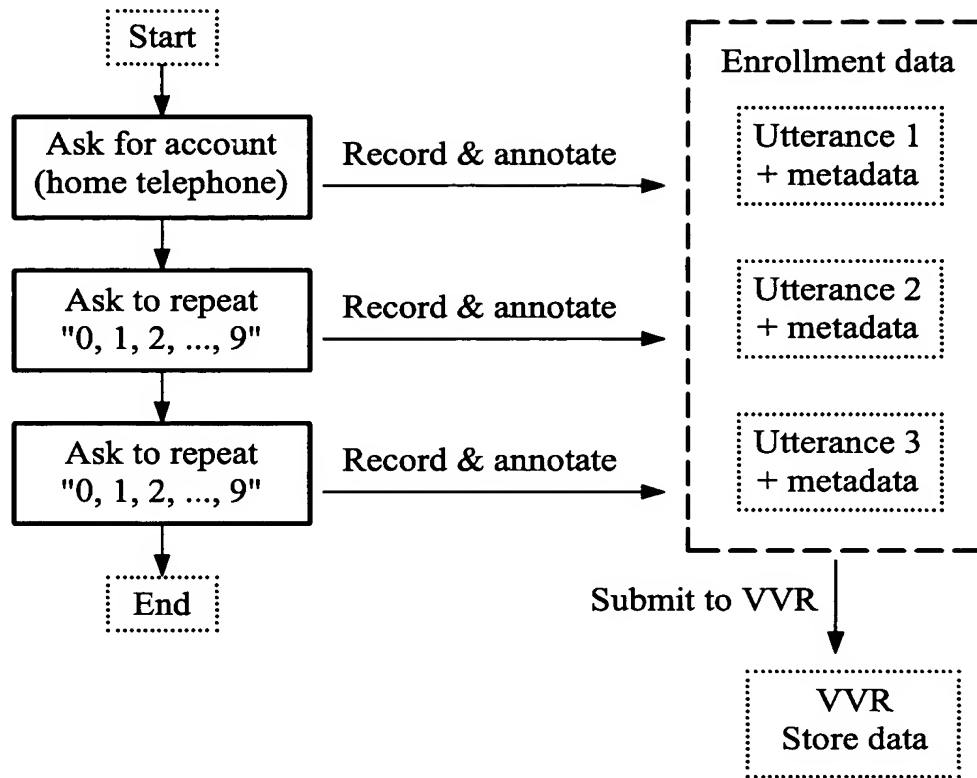 Start
Ask for account
(home telephone)
Record & annotate
Ask to repeat
"0, 1, 2, ..., 9"
Record & annotate
Ask to repeat
"0, 1, 2, ..., 9"
Record & annotate
End
Enrollment data
Utterance 1
+ metadata
Utterance 2
+ metadata
Utterance 3
+ metadata
Submit to VVR
VVR
Store data